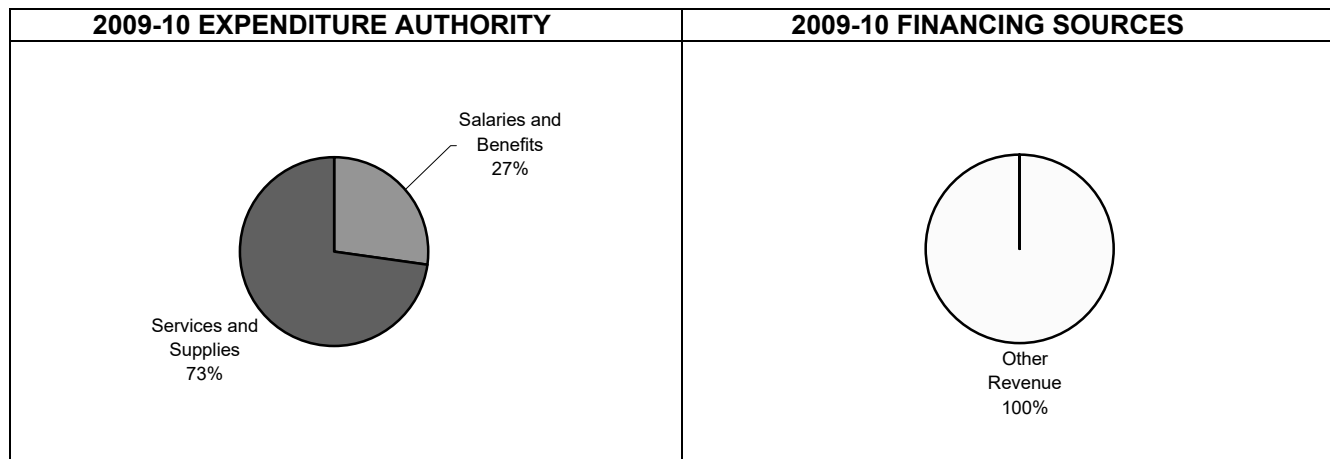 2009-10 EXPENDITURE AUTHORITY
Salaries and
Benefits
27%
Services and
Supplies
73%
2009-10 FINANCING SOURCES
Other
Revenue
100%